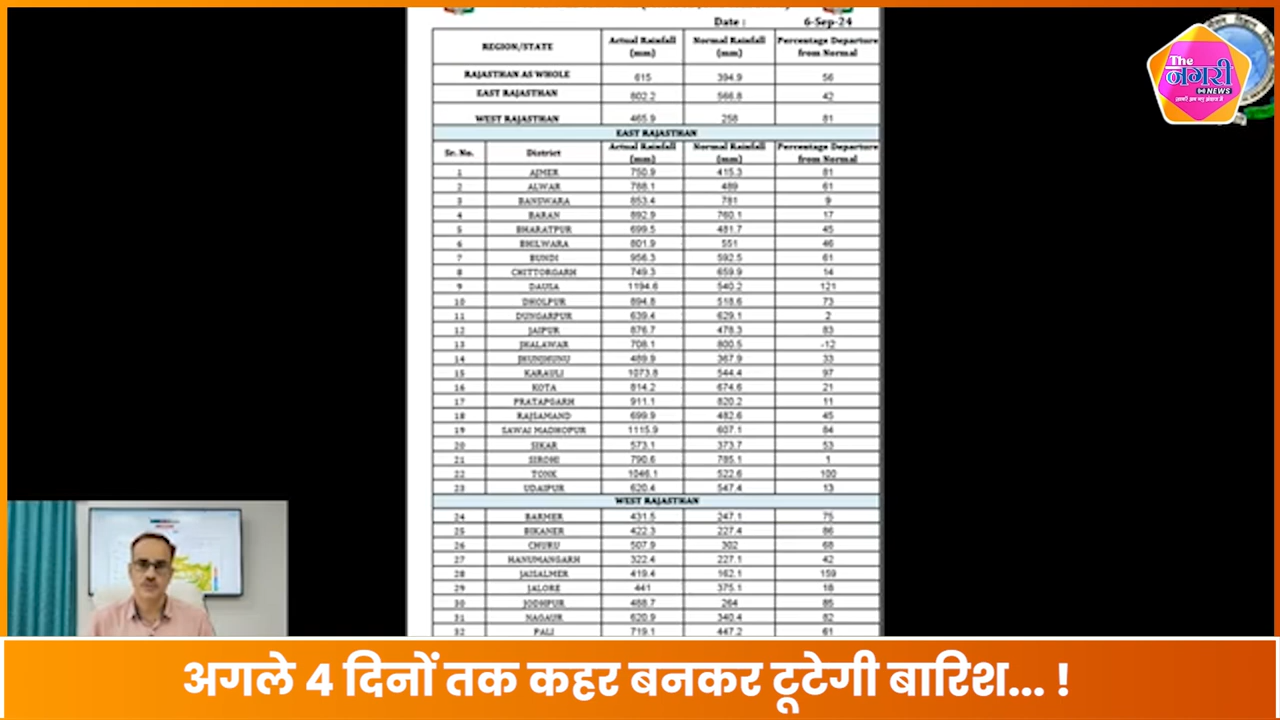 Date : 6-Sep-24
REGION/STATE Actual Rainfall (mm) Normal Rainfall (mm) Percentage Departure from Normal
RAJASTHAN AS WHOLE 615 394.9 56
EAST RAJASTHAN 802.2 566.8 42
WEST RAJASTHAN 465.9 258 81
EAST RAJASTHAN
Sr. No. District Actual Rainfall (mm) Normal Rainfall (mm) Percentage Departure from Normal
1 AJMER 750.9 415.3 81
2 ALWAR 788.1 489 61
3 BANSWARA 853.4 781 9
4 BARAN 892.9 760.1 17
5 BHARATPUR 699.5 481.7 45
6 BHILWARA 801.9 551 46
7 BUNDI 956.3 592.5 61
8 CHITTORGARH 749.3 659.9 14
9 DAUSA 1194.6 540.2 121
10 DHOLPUR 894.8 518.6 73
11 DUNGARPUR 639.4 629.1 2
12 JAIPUR 876.7 478.3 83
13 JHALAWAR 708.1 800.5 -12
14 JHUNJHUNU 489.9 367.9 33
15 KARAULI 1073.8 544.4 97
16 KOTA 814.2 674.6 21
17 PRATAPGARH 911.1 820.2 11
18 RAJSAMAND 699.9 482.6 45
19 SAWAI MADHOPUR 1115.9 607.1 84
20 SIKAR 573.1 373.7 53
21 SIROHI 790.6 785.1 1
22 TONK 1046.1 522.6 100
23 UDAIPUR 620.4 547.4 13
WEST RAJASTHAN
24 BARMER 431.5 247.1 75
25 BIKANER 422.3 227.4 86
26 CHURU 507.9 302 68
27 HANUMANGARH 322.4 227.1 42
28 JAISALMER 419.4 162.1 159
29 JALORE 441 375.1 18
30 JODHPUR 488.7 264 85
31 NAGAUR 620.9 340.4 82
32 PALI 719.1 447.2 61
The
नगरी
NEWS
अगले 4 दिनों तक कहर बनकर टूटेगी बारिश... !